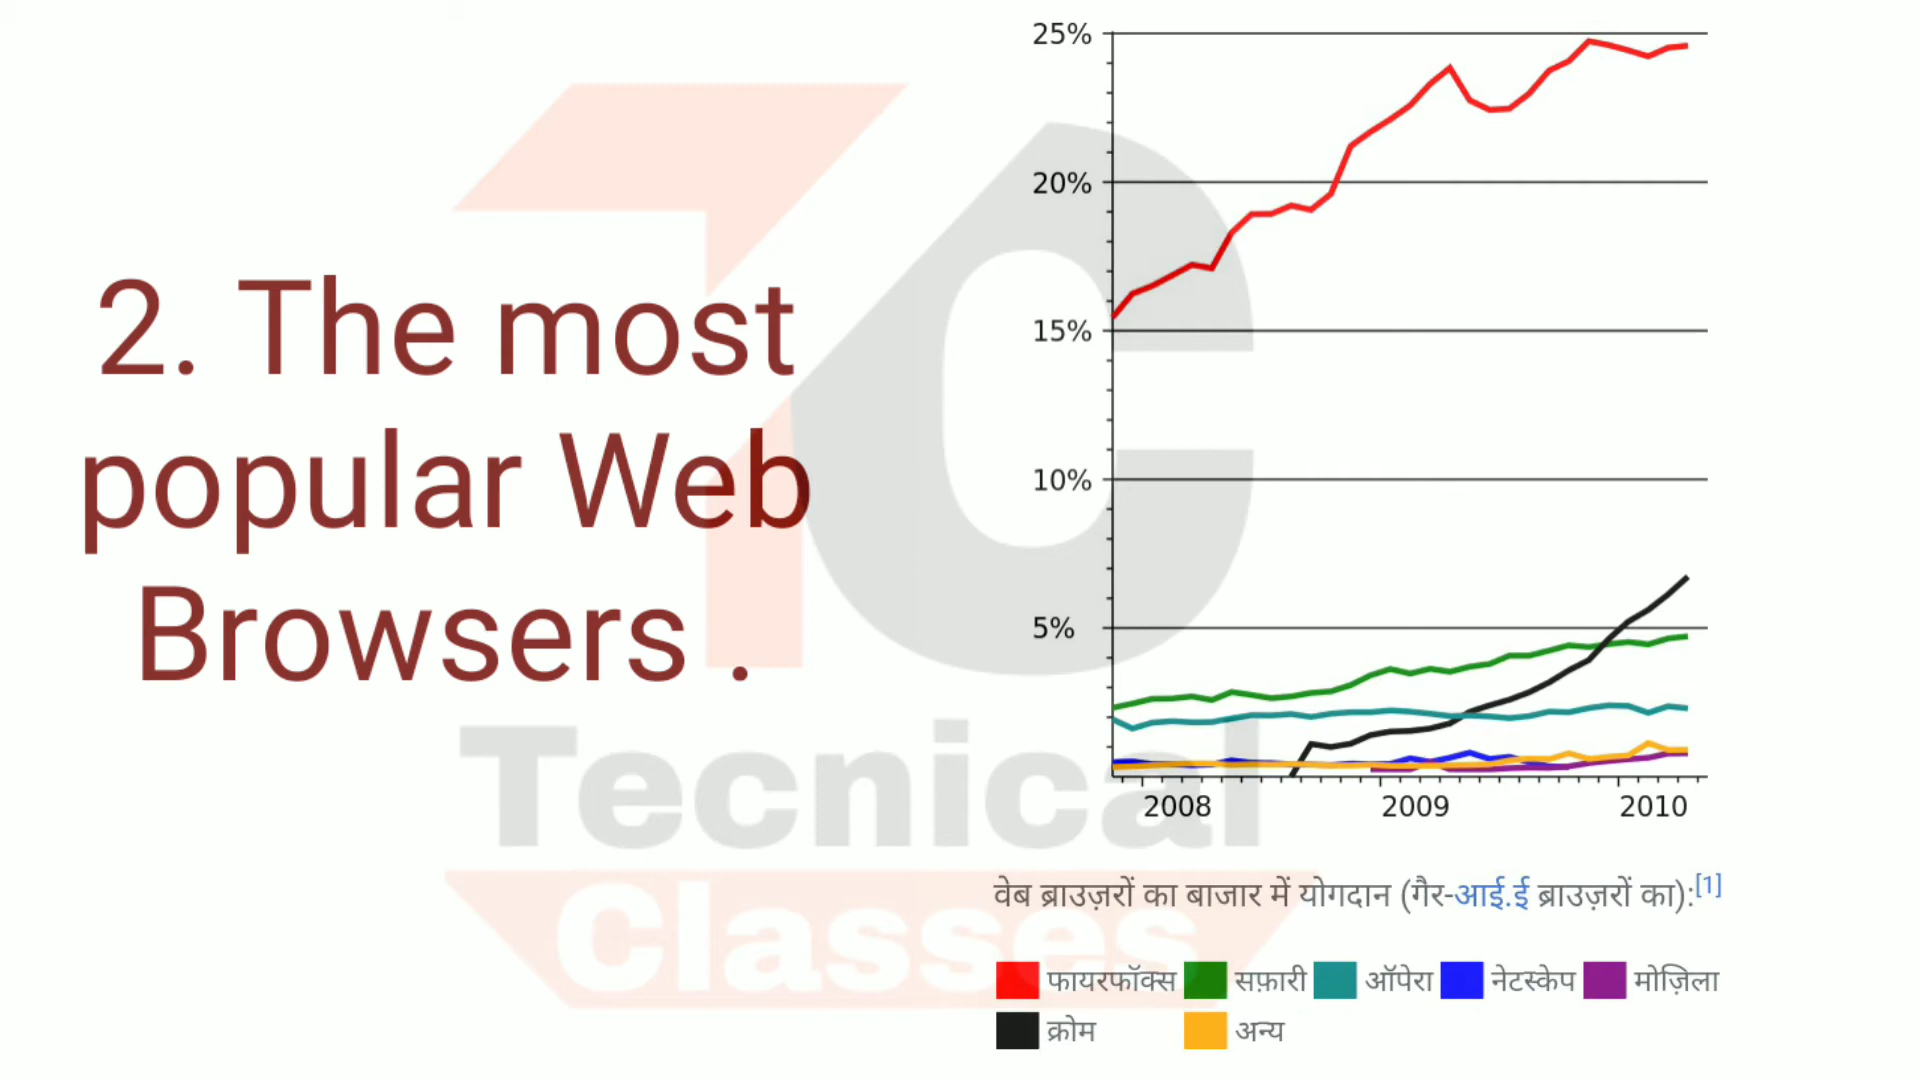 2. The most
popular Web
Browsers .
Tecnical
Classes
25%
20%
15%
10%
5%
2008 2009 2010
वेब ब्राउज़रों का बाजार में योगदान (गैर-आई.ई ब्राउज़रों का):[1]
फायरफॉक्स सफ़ारी ऑपेरा नेटस्केप मोज़िला
क्रोम अन्य